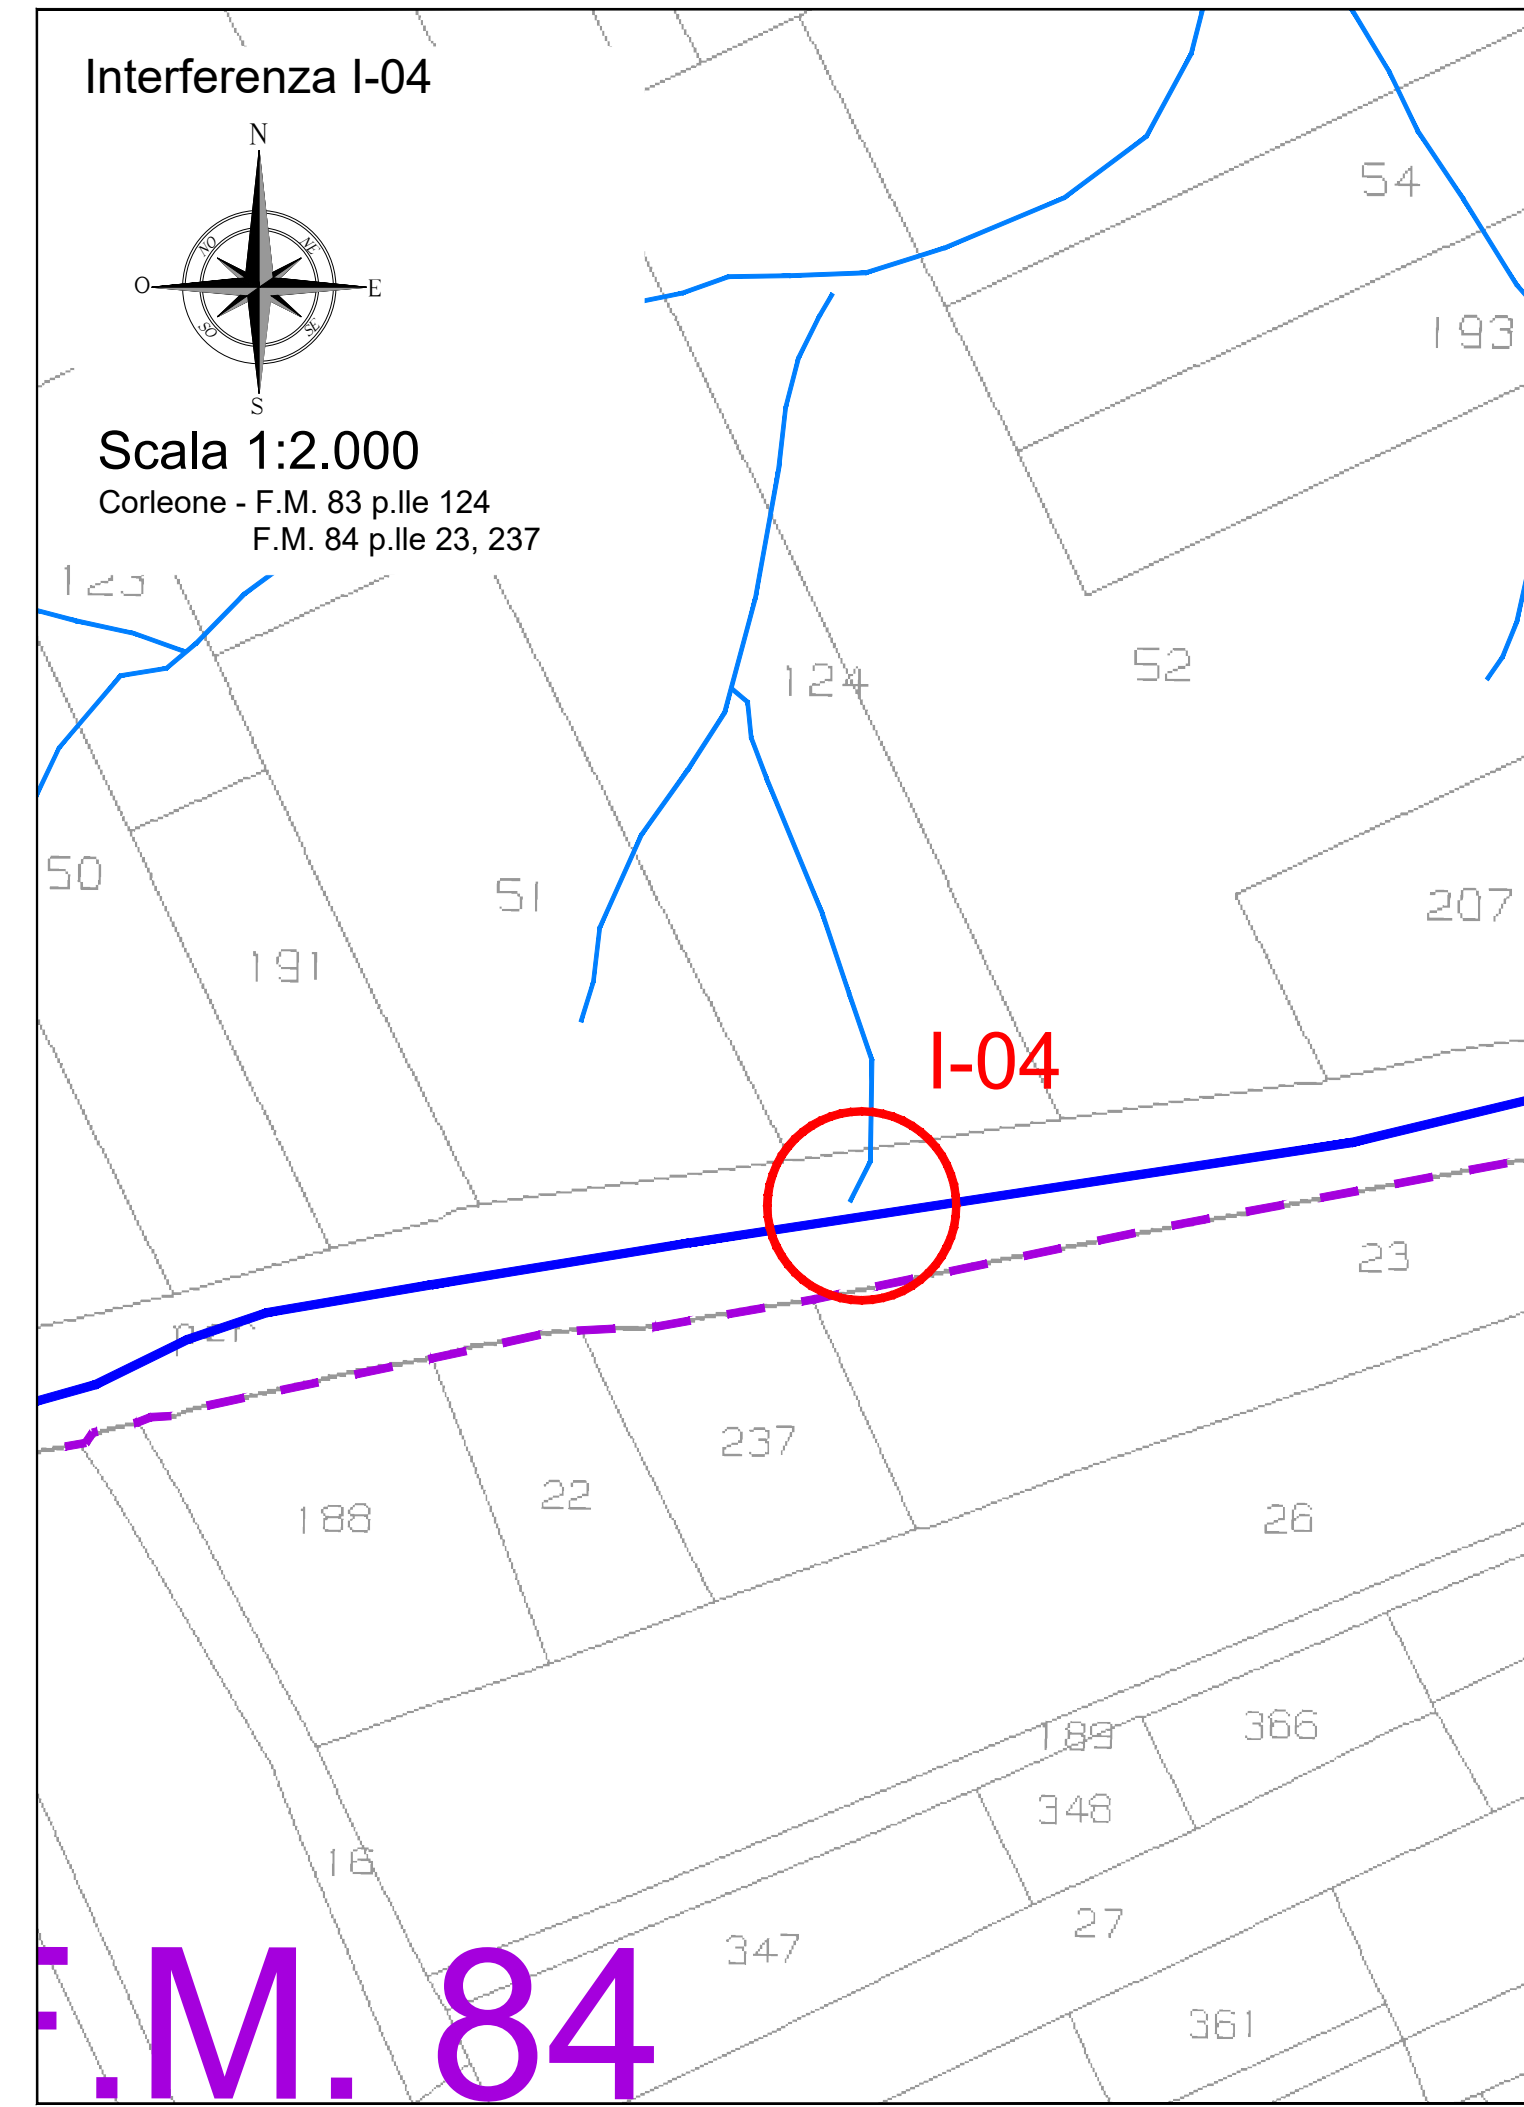 Interferenza I-04
N
NO
NE
O
E
SO
SE
S
Scala 1:2.000
Corleone - F.M. 83 p.lle 124
F.M. 84 p.lle 23, 237
54
193
123
124
52
50
51
207
191
I-04
23
per
237
22
188
26
189
366
348
16
27
347
361
F.M. 84